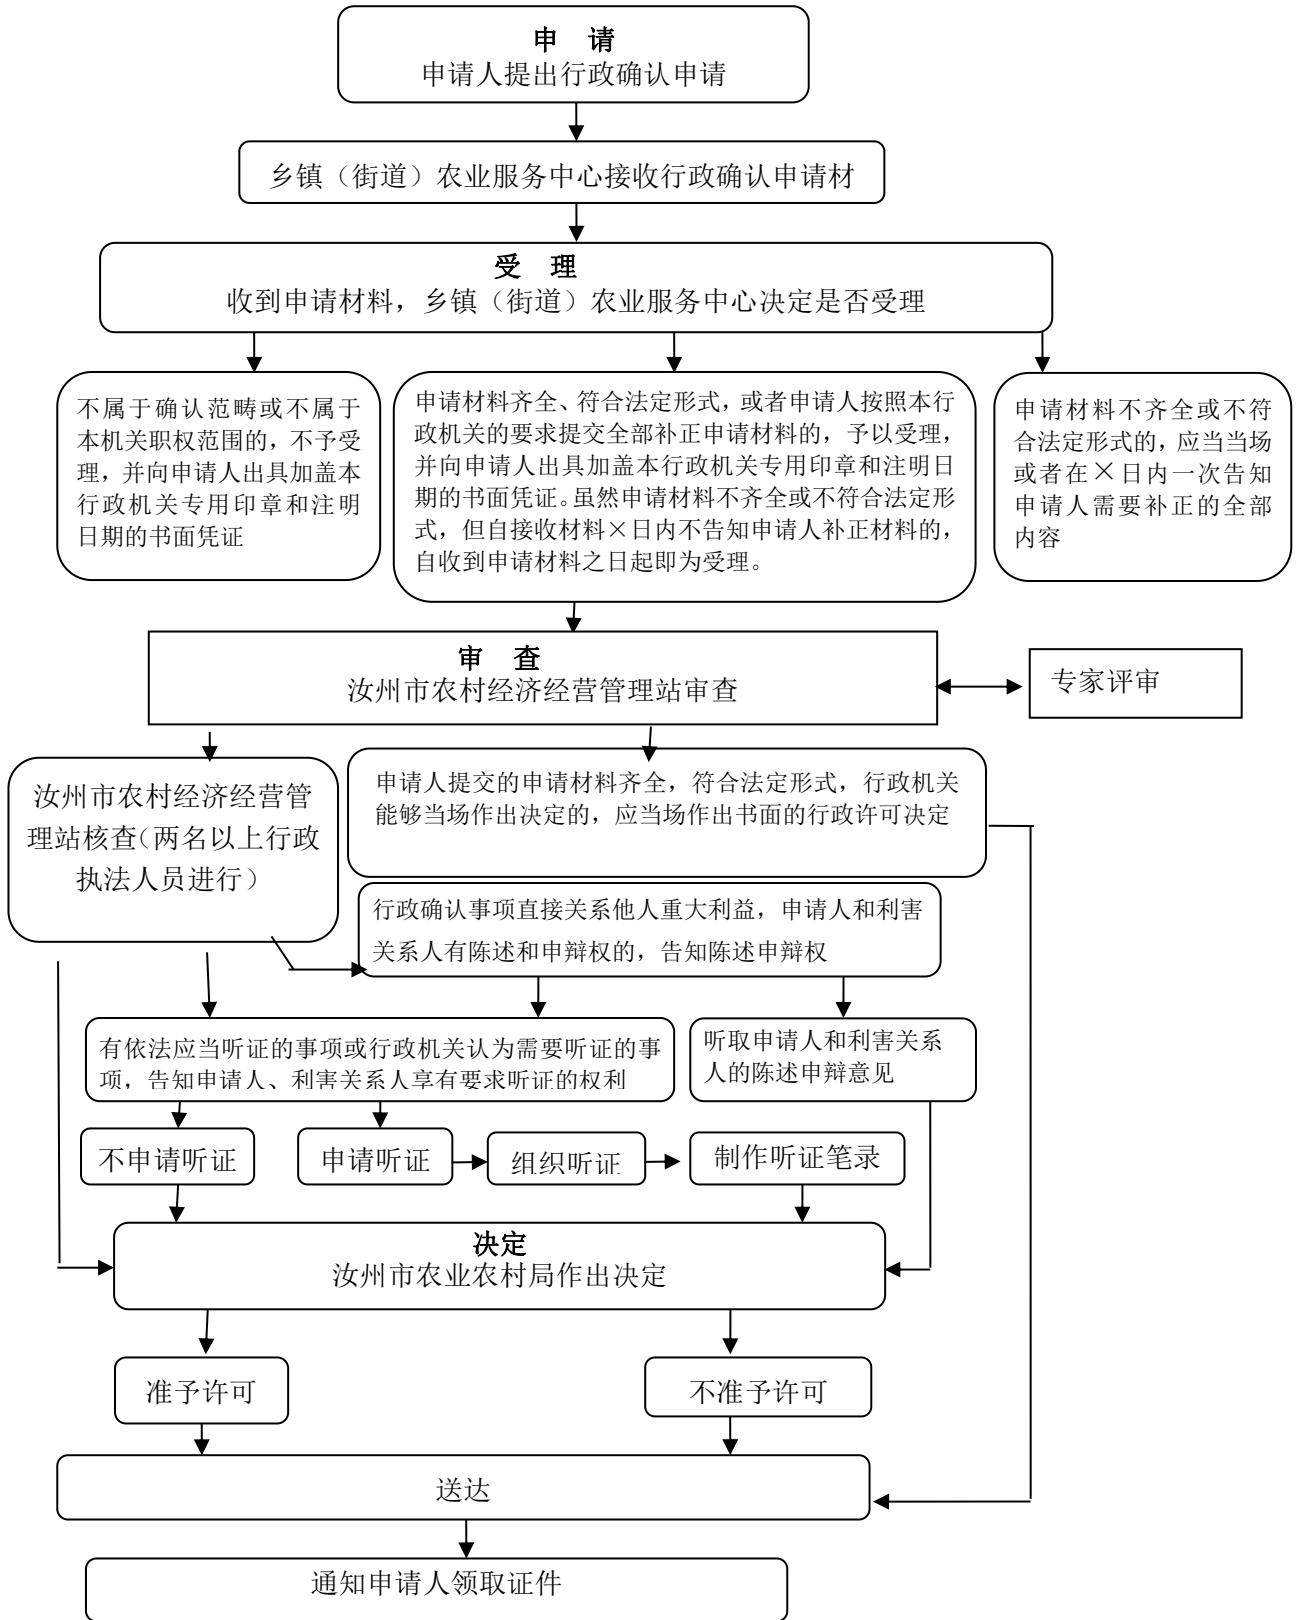 申 请
申请人提出行政确认申请
乡镇（街道）农业服务中心接收行政确认申请材
受 理
收到申请材料，乡镇（街道）农业服务中心决定是否受理
不属于确认范畴或不属于
本机关职权范围的，不予受
理，并向申请人出具加盖本
行政机关专用印章和注明
日期的书面凭证
申请材料齐全、符合法定形式，或者申请人按照本行
政机关的要求提交全部补正申请材料的，予以受理，
并向申请人出具加盖本行政机关专用印章和注明日
期的书面凭证。虽然申请材料不齐全或不符合法定形
式，但自接收材料×日内不告知申请人补正材料的，
自收到申请材料之日起即为受理。
申请材料不齐全或不符
合法定形式的，应当当场
或者在×日内一次告知
申请人需要补正的全部
内容
审 查
汝州市农村经济经营管理站审查
专家评审
汝州市农村经济经营管
理站核查（两名以上行政
执法人员进行）
申请人提交的申请材料齐全，符合法定形式，行政机关
能够当场作出决定的，应当场作出书面的行政许可决定
行政确认事项直接关系他人重大利益，申请人和利害
关系人有陈述和申辩权的，告知陈述申辩权
有依法应当听证的事项或行政机关认为需要听证的事
项，告知申请人、利害关系人享有要求听证的权利
听取申请人和利害关系
人的陈述申辩意见
不申请听证
申请听证
组织听证
制作听证笔录
决定
汝州市农业农村局作出决定
准予许可
不准予许可
送达
通知申请人领取证件